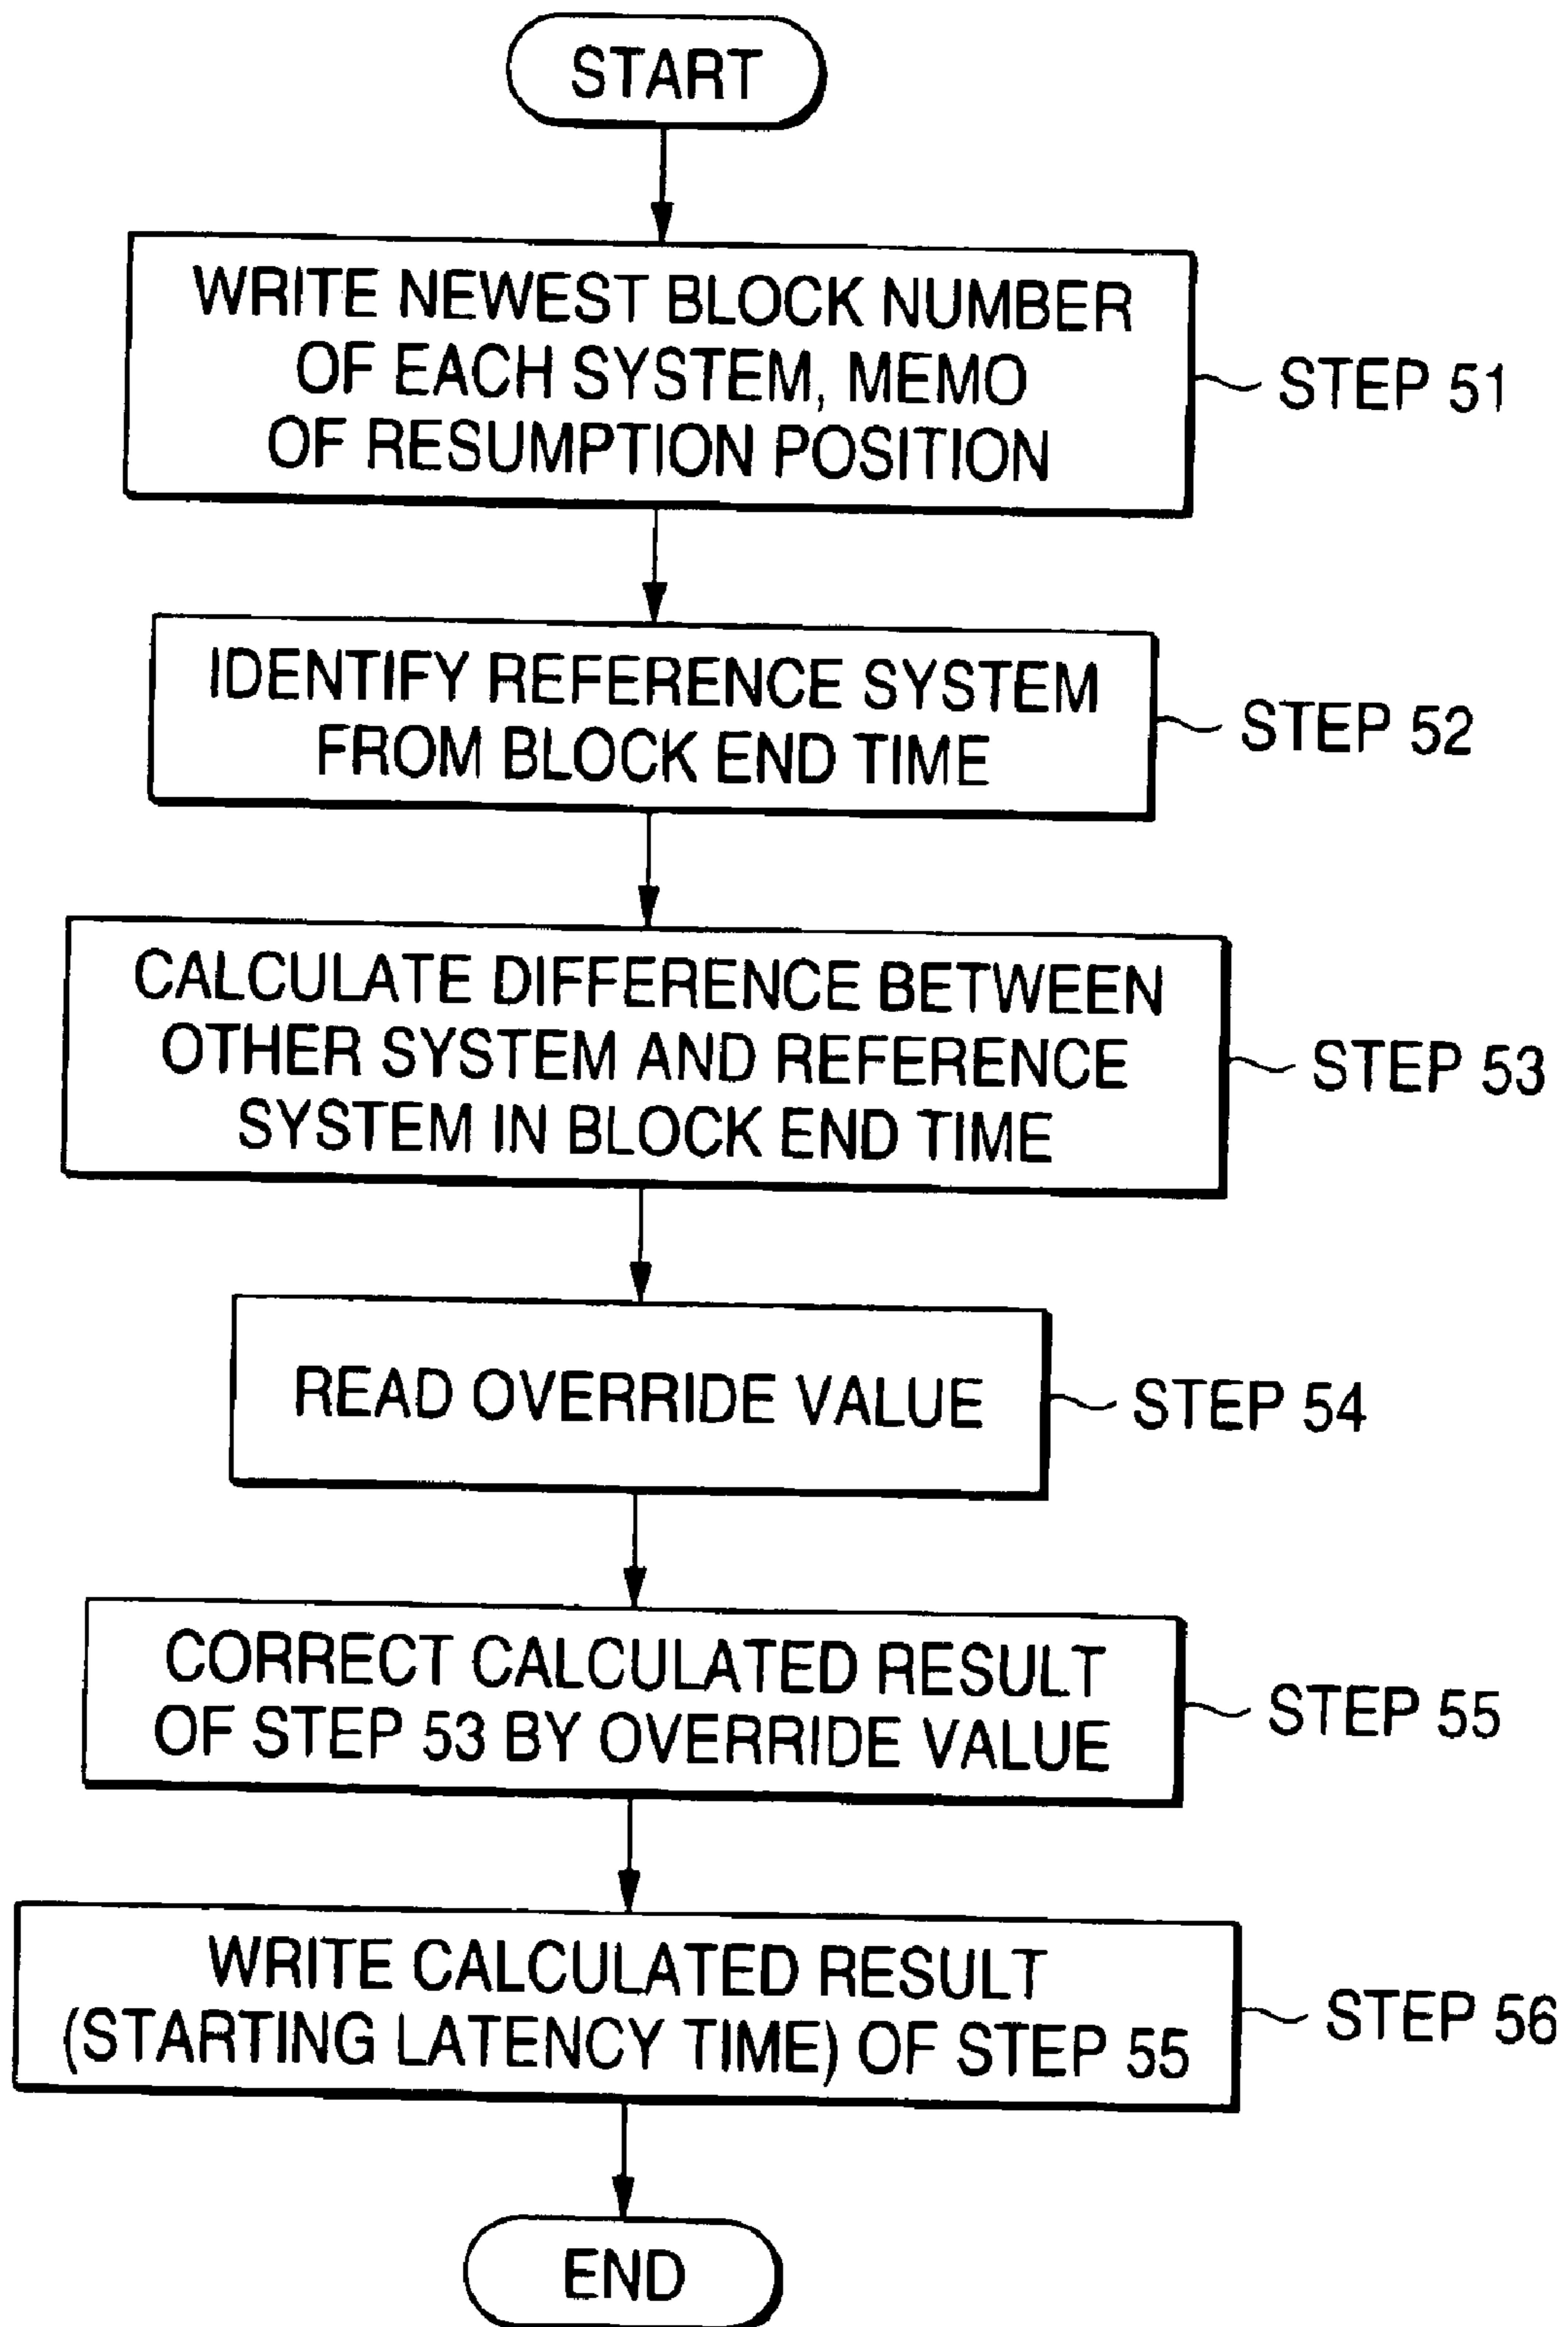 START
WRITE NEWEST BLOCK NUMBER
OF EACH SYSTEM, MEMO
OF RESUMPTION POSITION
STEP 51
IDENTIFY REFERENCE SYSTEM
FROM BLOCK END TIME
STEP 52
CALCULATE DIFFERENCE BETWEEN
OTHER SYSTEM AND REFERENCE
SYSTEM IN BLOCK END TIME
STEP 53
READ OVERRIDE VALUE
STEP 54
CORRECT CALCULATED RESULT
OF STEP 53 BY OVERRIDE VALUE
STEP 55
WRITE CALCULATED RESULT
(STARTING LATENCY TIME) OF STEP 55
STEP 56
END